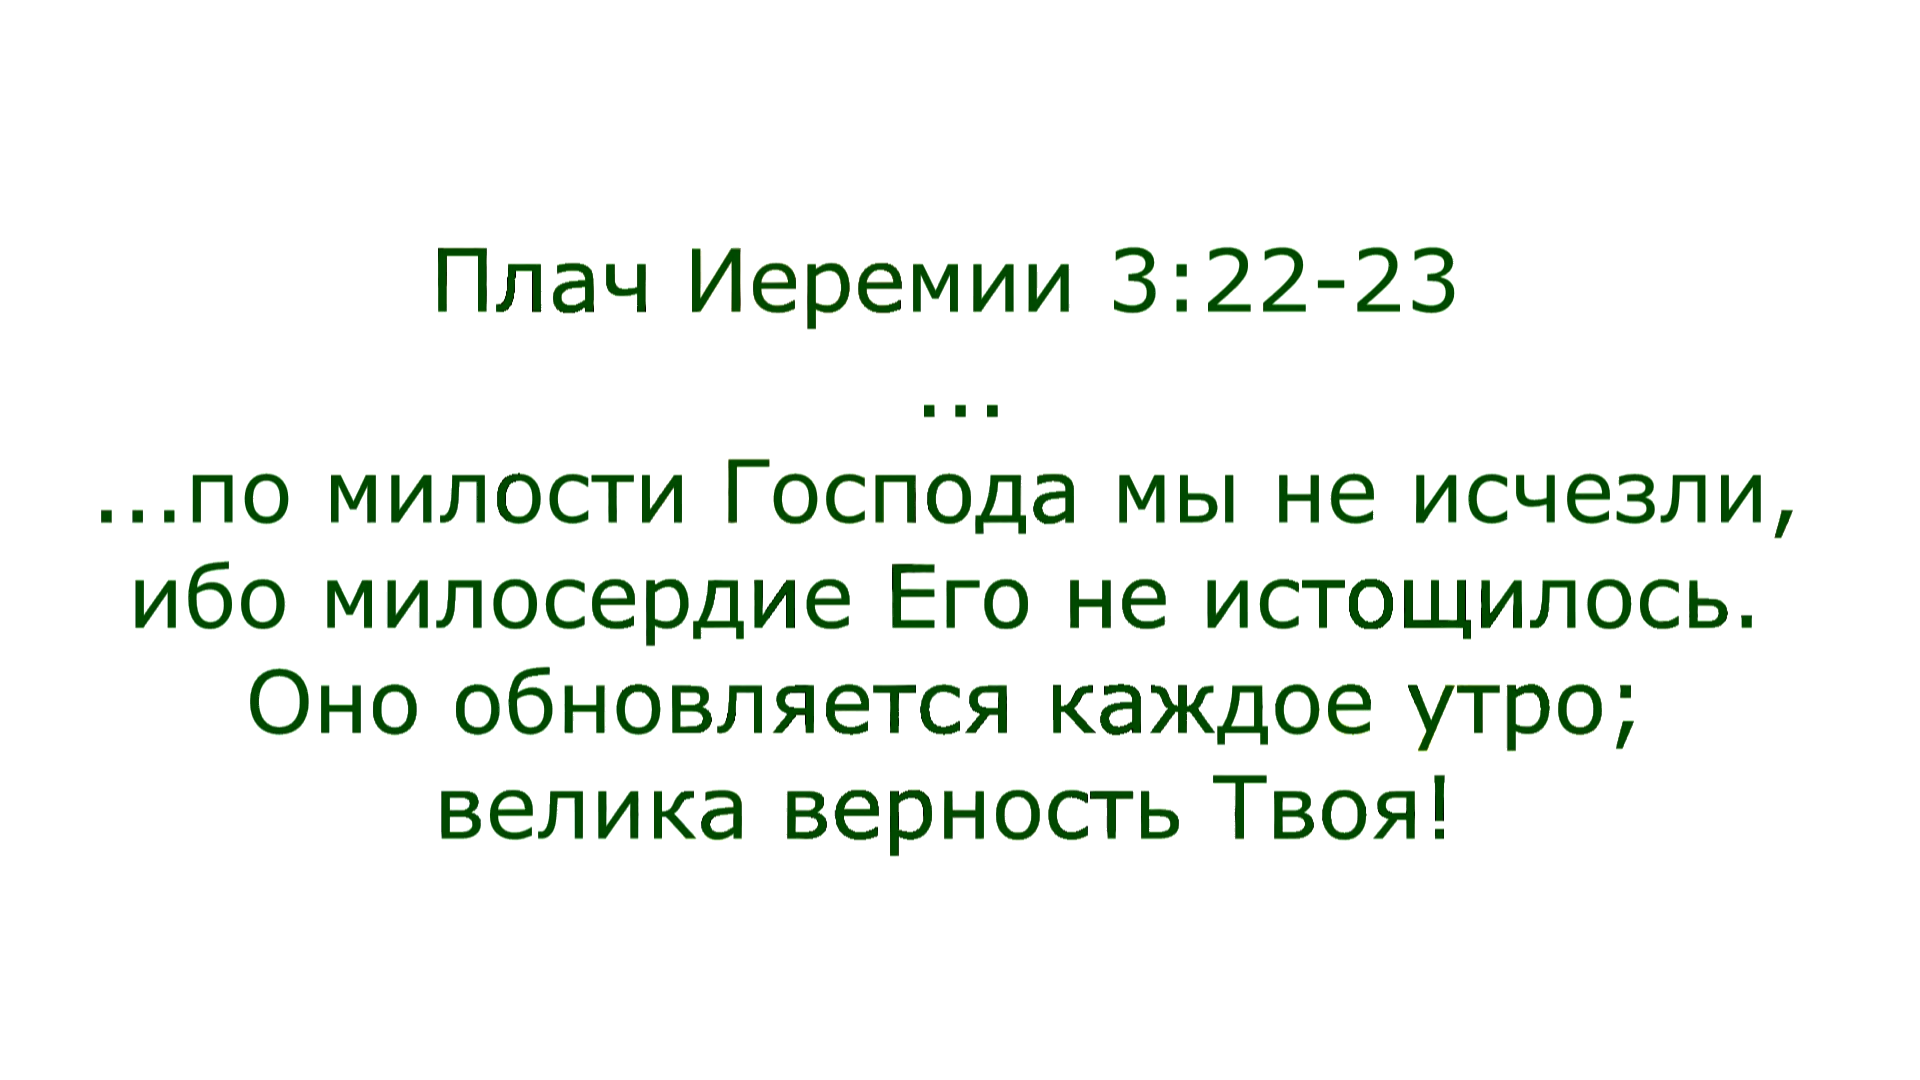 Плач Иеремии 3:22-23
...
...по милости Господа мы не исчезли,
ибо милосердие Его не истощилось.
Оно обновляется каждое утро;
велика верность Твоя!